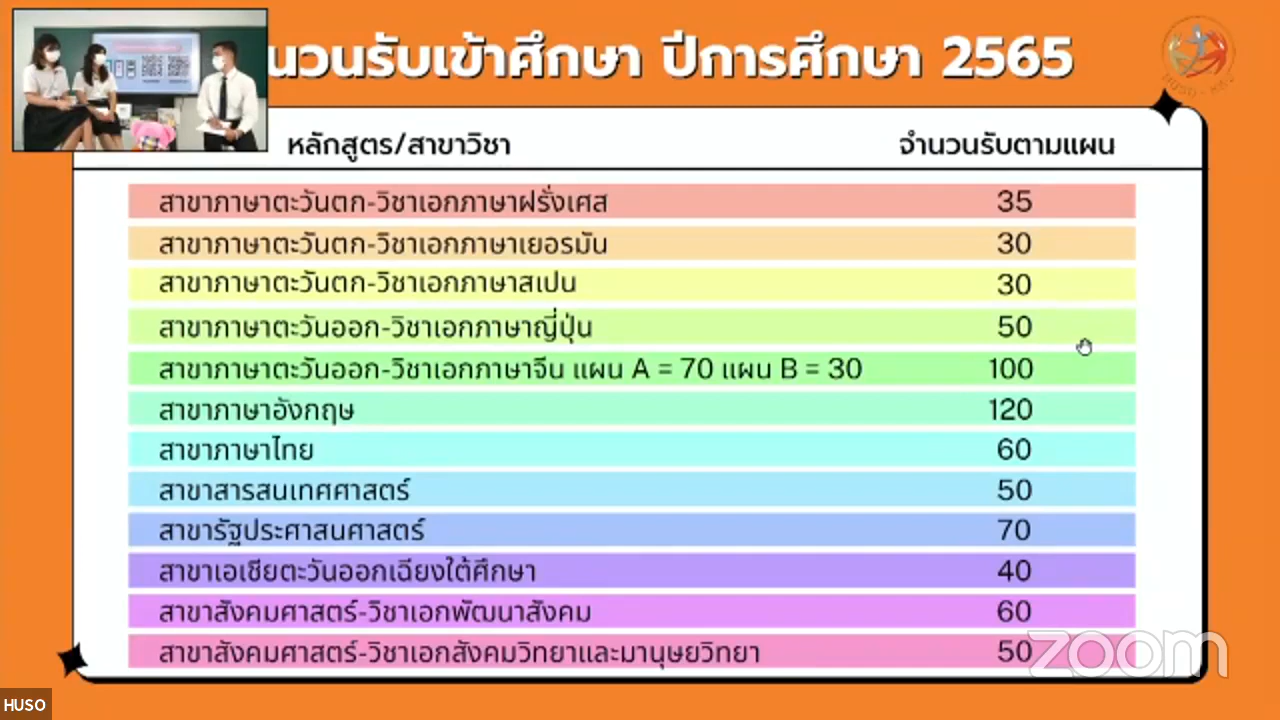 นวนรับเข้าศึกษา ปีการศึกษา 2565
หลักสูตร/สาขาวิชา จำนวนรับตามแผน
สาขาภาษาตะวันตก-วิชาเอกภาษาฝรั่งเศส 35
สาขาภาษาตะวันตก-วิชาเอกภาษาเยอรมัน 30
สาขาภาษาตะวันตก-วิชาเอกภาษาสเปน 30
สาขาภาษาตะวันออก-วิชาเอกภาษาญี่ปุ่น 50
สาขาภาษาตะวันออก-วิชาเอกภาษาจีน แผน A = 70 แผน B = 30 100
สาขาภาษาอังกฤษ 120
สาขาภาษาไทย 60
สาขาสารสนเทศศาสตร์ 50
สาขารัฐประศาสนศาสตร์ 70
สาขาเอเชียตะวันออกเฉียงใต้ศึกษา 40
สาขาสังคมศาสตร์-วิชาเอกพัฒนาสังคม 60
สาขาสังคมศาสตร์-วิชาเอกสังคมวิทยาและมานุษยวิทยา 50
zoom
HUSO